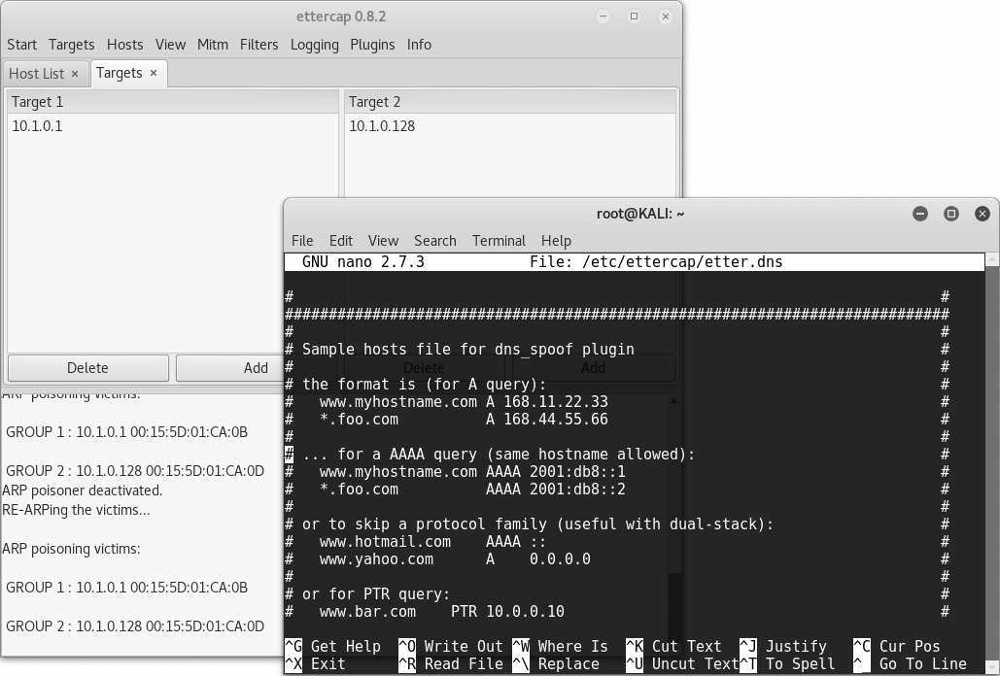 ettercap 0.8.2
Start Targets Hosts View Mitm Filters Logging Plugins Info
Host List × Targets ×
Target 1 Target 2
10.1.0.1 10.1.0.128
Delete Add Delete Add
ARP poisoning victims:
GROUP 1 : 10.1.0.1 00:15:5D:01:CA:0B
GROUP 2 : 10.1.0.128 00:15:5D:01:CA:0D
ARP poisoner deactivated.
RE-ARPing the victims...
ARP poisoning victims:
GROUP 1 : 10.1.0.1 00:15:5D:01:CA:0B
GROUP 2 : 10.1.0.128 00:15:5D:01:CA:0D
root@KALI: ~
File Edit View Search Terminal Help
GNU nano 2.7.3 File: /etc/ettercap/etter.dns
# #
############################################################################
# #
# Sample hosts file for dns_spoof plugin #
# #
# the format is (for A query): #
# www.myhostname.com A 168.11.22.33 #
# *.foo.com A 168.44.55.66 #
# #
# ... for a AAAA query (same hostname allowed): #
# www.myhostname.com AAAA 2001:db8::1 #
# *.foo.com AAAA 2001:db8::2 #
# #
# or to skip a protocol family (useful with dual-stack): #
# www.hotmail.com AAAA :: #
# www.yahoo.com A 0.0.0.0 #
# #
# or for PTR query: #
# www.bar.com PTR 10.0.0.10 #
^G Get Help ^O Write Out ^W Where Is ^K Cut Text ^J Justify ^C Cur Pos
^X Exit ^R Read File ^\ Replace ^U Uncut Text ^T To Spell ^_ Go To Line